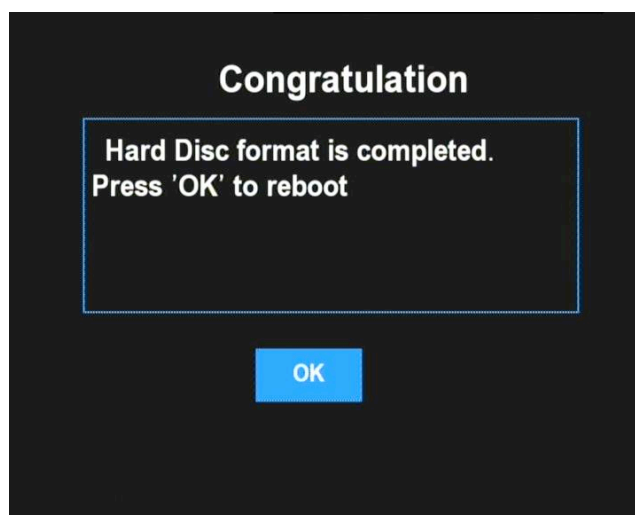 Congratulation
Hard Disc format is completed.
Press 'OK' to reboot
OK